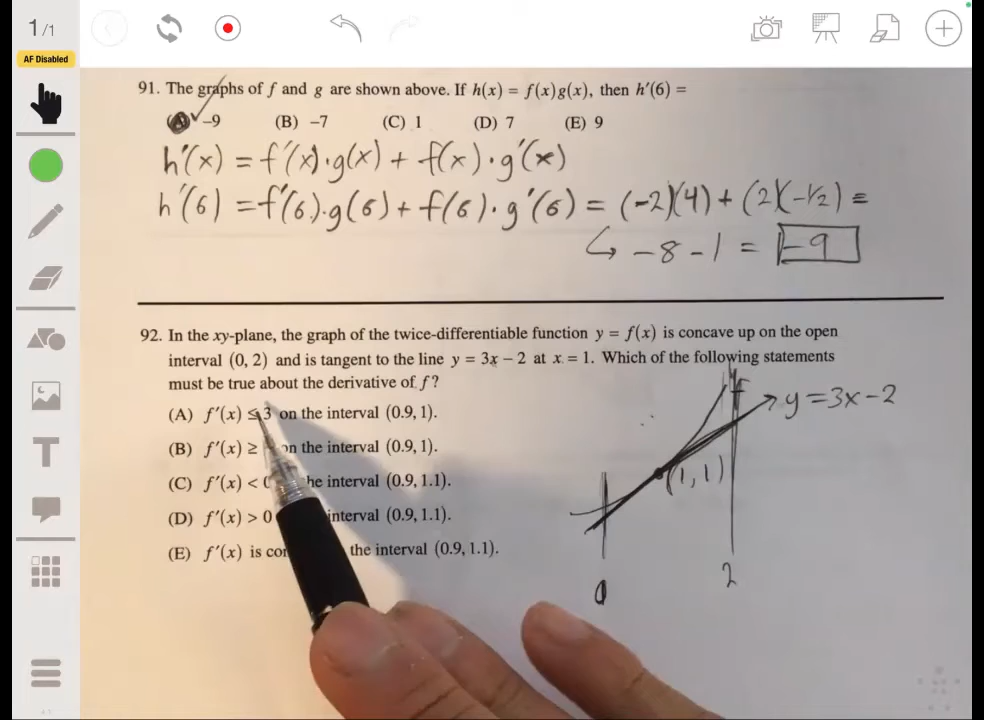 1/1
AF Disabled
T
91. The graphs of f and g are shown above. If h(x) = f(x)g(x), then h′(6) =
(A) −9 (B) −7 (C) 1 (D) 7 (E) 9
h'(x) = f'(x)·g(x) + f(x)·g'(x)
h'(6) = f'(6)·g(6) + f(6)·g'(6) = (-2)(4) + (2)(-1/2) =
↳ -8 - 1 = -9
92. In the xy-plane, the graph of the twice-differentiable function y = f(x) is concave up on the open
interval (0, 2) and is tangent to the line y = 3x − 2 at x = 1. Which of the following statements
must be true about the derivative of f?
(A) f′(x) ≤ 3 on the interval (0.9, 1).
(B) f′(x) ≥ on the interval (0.9, 1).
(C) f′(x) < the interval (0.9, 1.1).
(D) f′(x) > 0 interval (0.9, 1.1).
(E) f′(x) is the interval (0.9, 1.1).
f
y = 3x - 2
(1, 1)
0
2